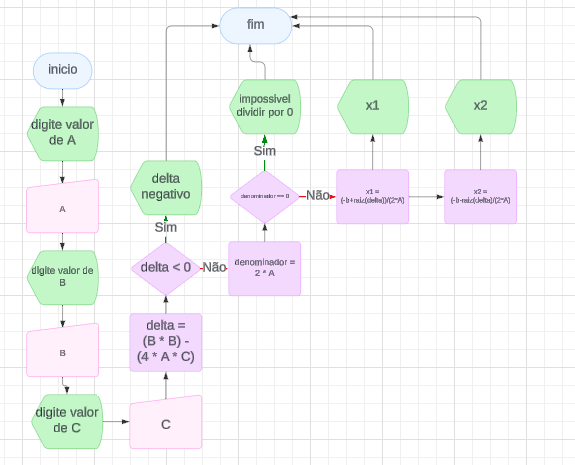 fim
inicio
digite valor
de A
A
digite valor de
B
B
digite valor
de C
C
delta =
(B * B) -
(4 * A * C)
delta < 0
Sim
Não
delta
negativo
denominador =
2 * A
denominador == 0
Sim
Não
impossivel
dividir por 0
x1 =
(-b+raiz(delta))/(2*A)
x1
x2 =
(-b-raiz(delta)/(2*A)
x2